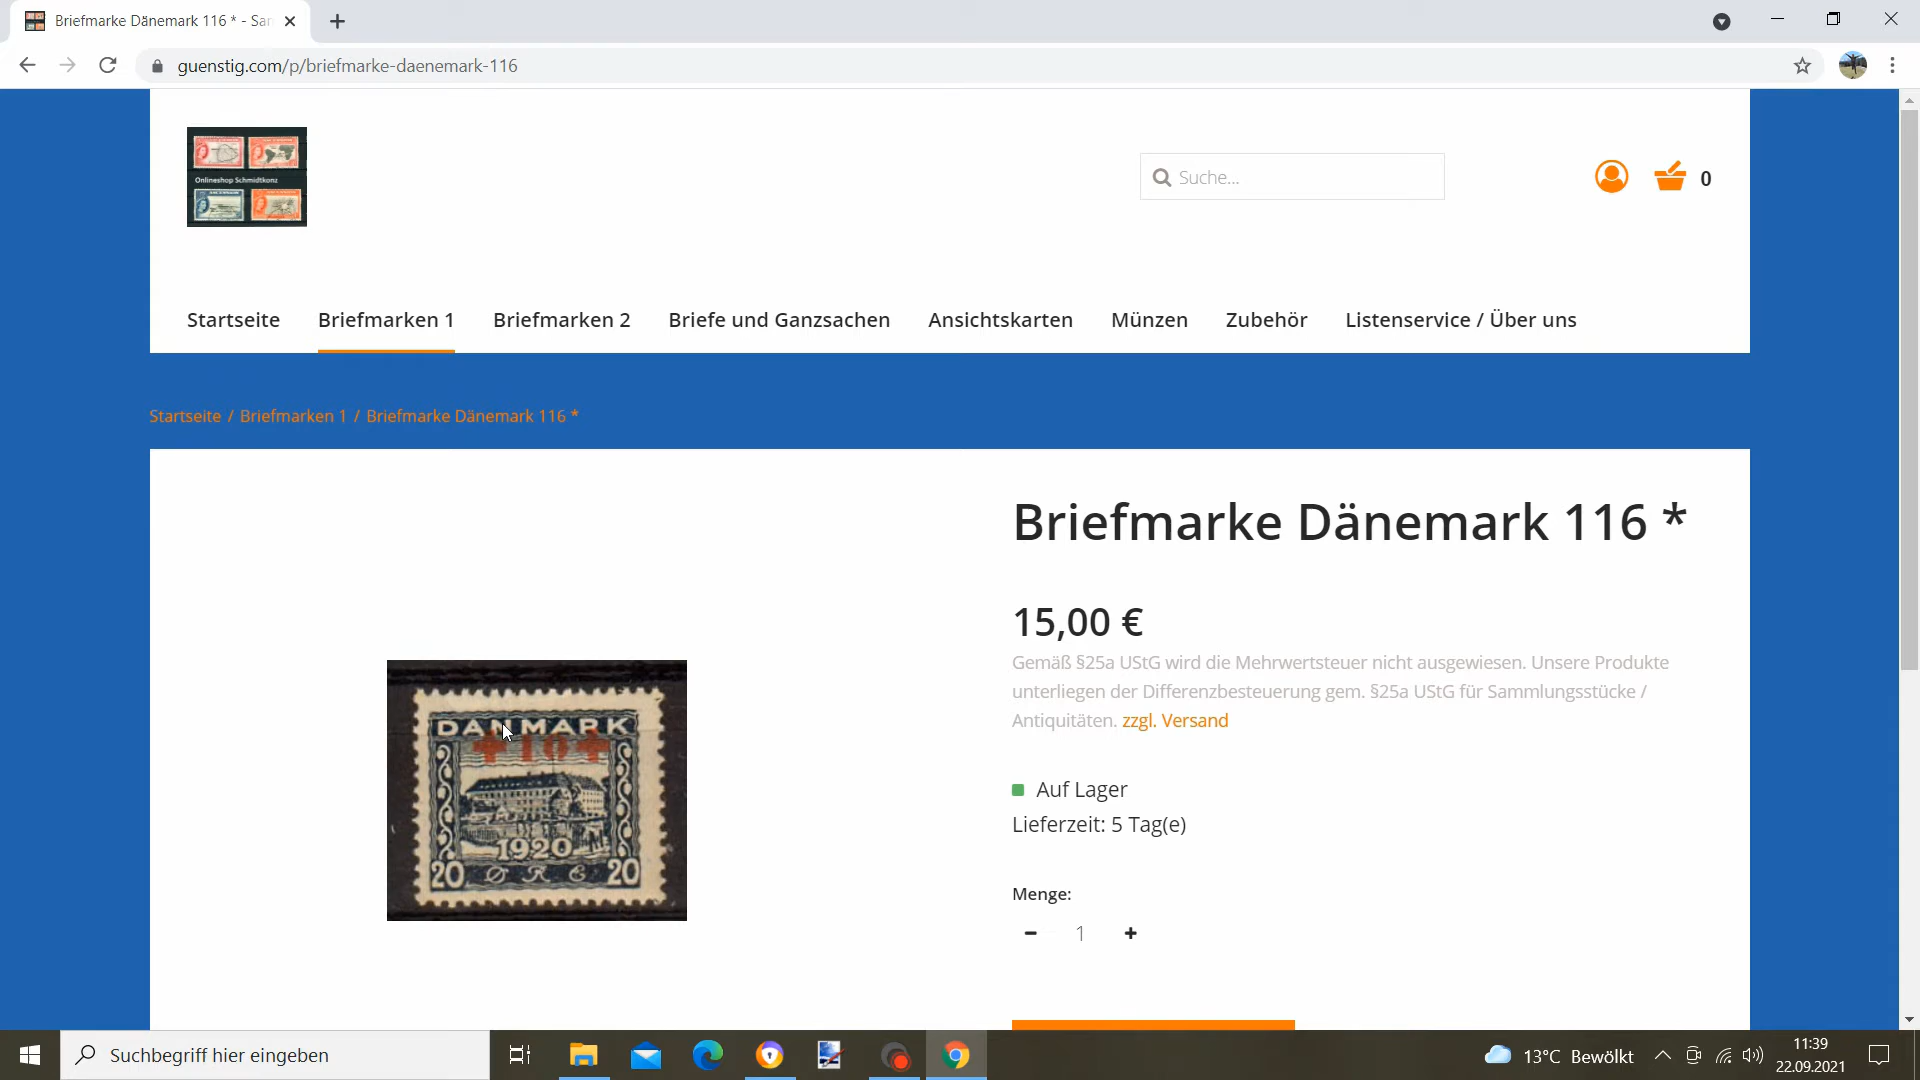 Briefmarke Dänemark 116 * - Sa
guenstig.com/p/briefmarke-daenemark-116
Onlineshop Schmidtkonz
Suche...
0
Startseite
Briefmarken 1
Briefmarken 2
Briefe und Ganzsachen
Ansichtskarten
Münzen
Zubehör
Listenservice / Über uns
Startseite / Briefmarken 1 / Briefmarke Dänemark 116 *
Briefmarke Dänemark 116 *
15,00 €
Gemäß §25a UStG wird die Mehrwertsteuer nicht ausgewiesen. Unsere Produkte
unterliegen der Differenzbesteuerung gem. §25a UStG für Sammlungsstücke /
Antiquitäten. zzgl. Versand
DANMARK
+10+
1920
20 ØRE 20
Auf Lager
Lieferzeit: 5 Tag(e)
Menge:
- 1 +
Suchbegriff hier eingeben
13°C Bewölkt
11:39
22.09.2021